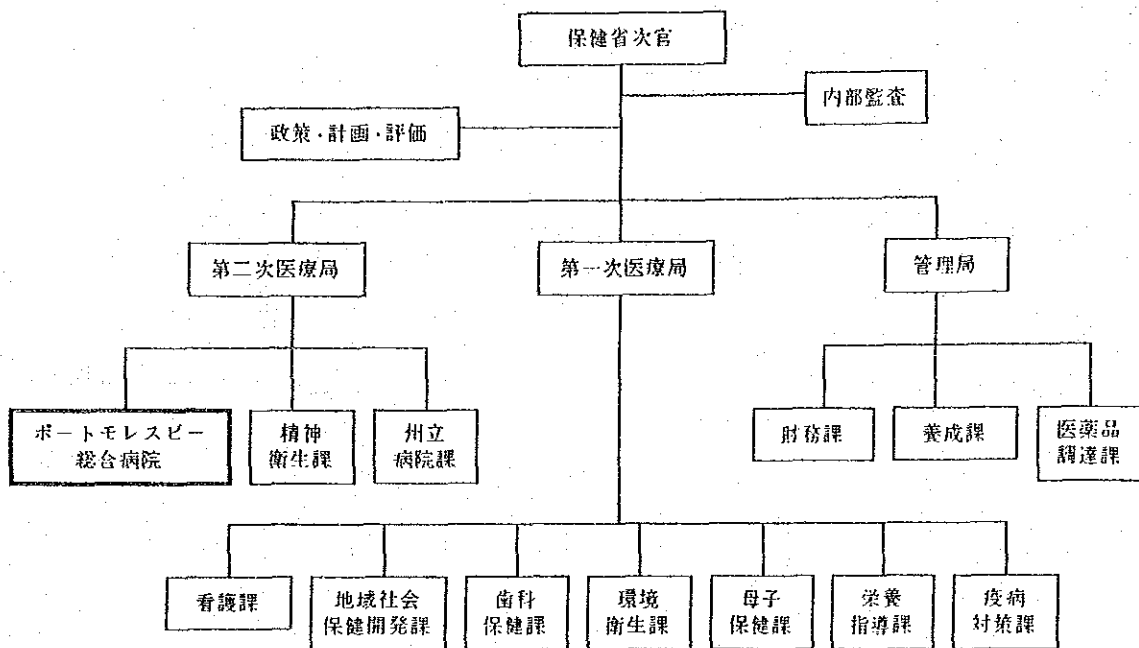 保健省次官
内部監査
政策・計画・評価
第二次医療局
第一次医療局
管理局
ポートモレスビー
総合病院
精神
衛生課
州立
病院課
財務課
養成課
医薬品
調達課
看護課
地域社会
保健開発課
歯科
保健課
環境
衛生課
母子
保健課
栄養
指導課
疫病
対策課